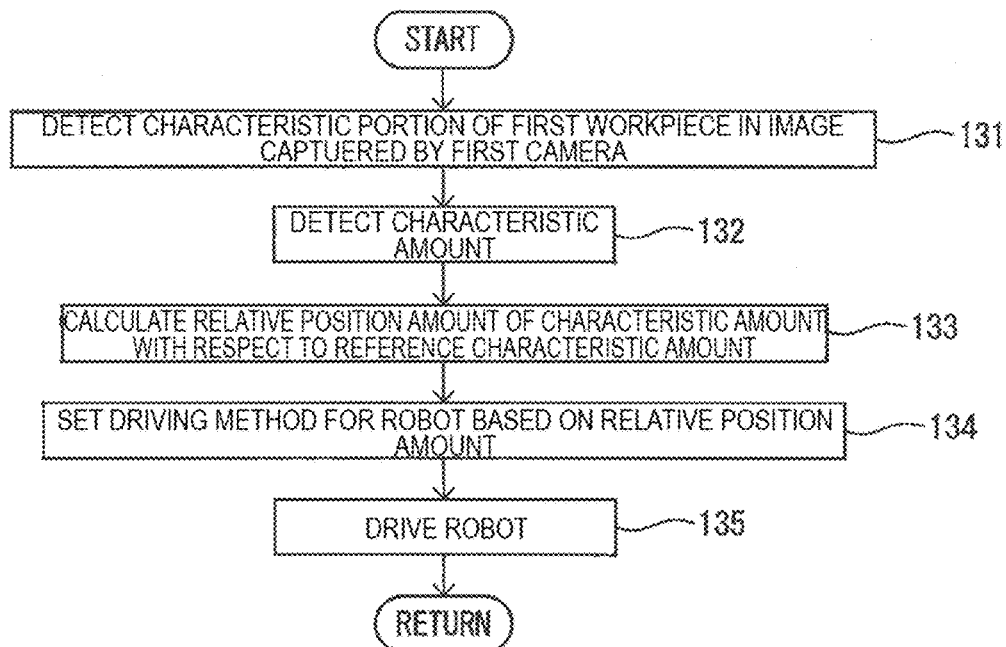 START
DETECT CHARACTERISTIC PORTION OF FIRST WORKPIECE IN IMAGE
CAPTUERED BY FIRST CAMERA
131
DETECT CHARACTERISTIC
AMOUNT
132
CALCULATE RELATIVE POSITION AMOUNT OF CHARACTERISTIC AMOUNT
WITH RESPECT TO REFERENCE CHARACTERISTIC AMOUNT
133
SET DRIVING METHOD FOR ROBOT BASED ON RELATIVE POSITION
AMOUNT
134
DRIVE ROBOT
135
RETURN